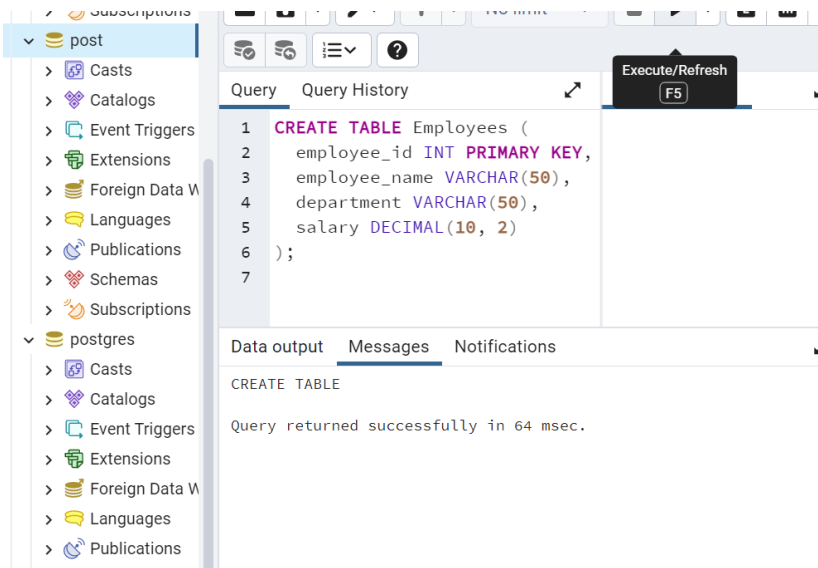 Subscriptions
post
Casts
Catalogs
Event Triggers
Extensions
Foreign Data W
Languages
Publications
Schemas
Subscriptions
postgres
Casts
Catalogs
Event Triggers
Extensions
Foreign Data W
Languages
Publications
No limit
Execute/Refresh
F5
Query Query History
1 CREATE TABLE Employees (
2 employee_id INT PRIMARY KEY,
3 employee_name VARCHAR(50),
4 department VARCHAR(50),
5 salary DECIMAL(10, 2)
6 );
7
Data output Messages Notifications
CREATE TABLE
Query returned successfully in 64 msec.